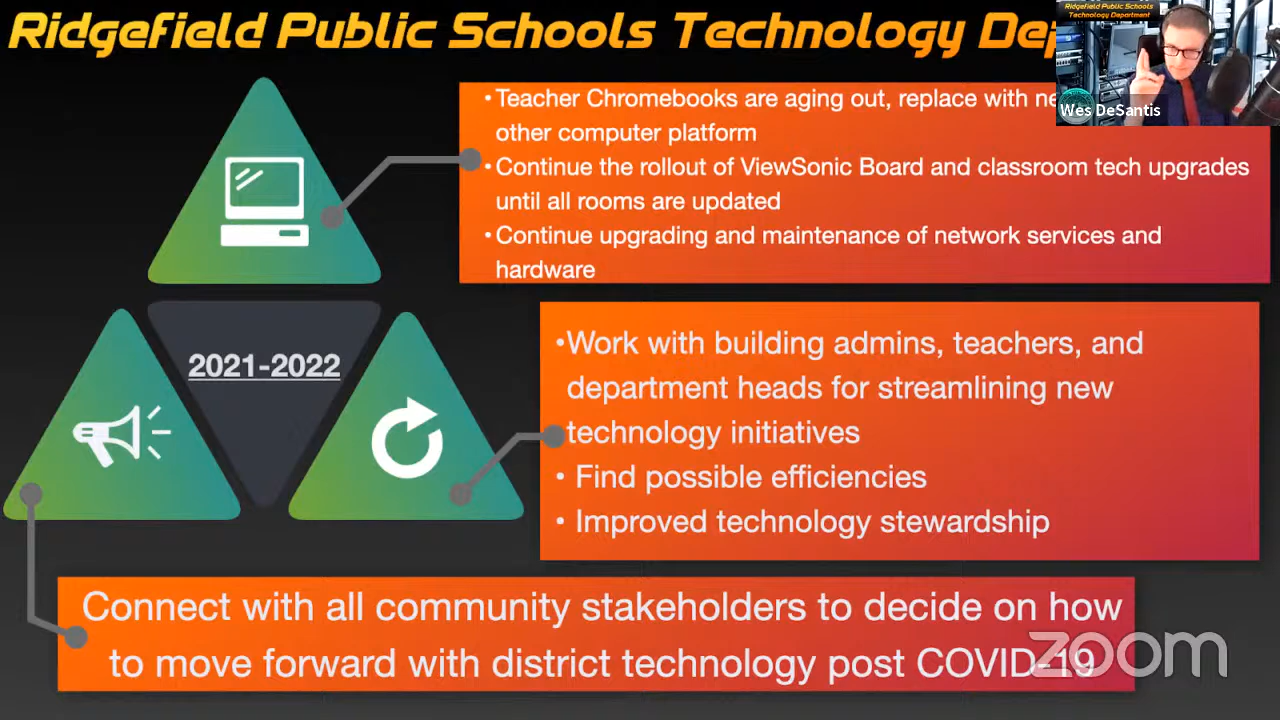 Ridgefield Public Schools Technology
Ridgefield Public Schools
Technology Department
Wes DeSantis
• Teacher Chromebooks are aging out, replace with
other computer platform
• Continue the rollout of ViewSonic Board and classroom tech upgrades
until all rooms are updated
• Continue upgrading and maintenance of network services and
hardware
2021-2022
• Work with building admins, teachers, and
department heads for streamlining new
technology initiatives
• Find possible efficiencies
• Improved technology stewardship
Connect with all community stakeholders to decide on how
to move forward with district technology post COVID-19
zoom